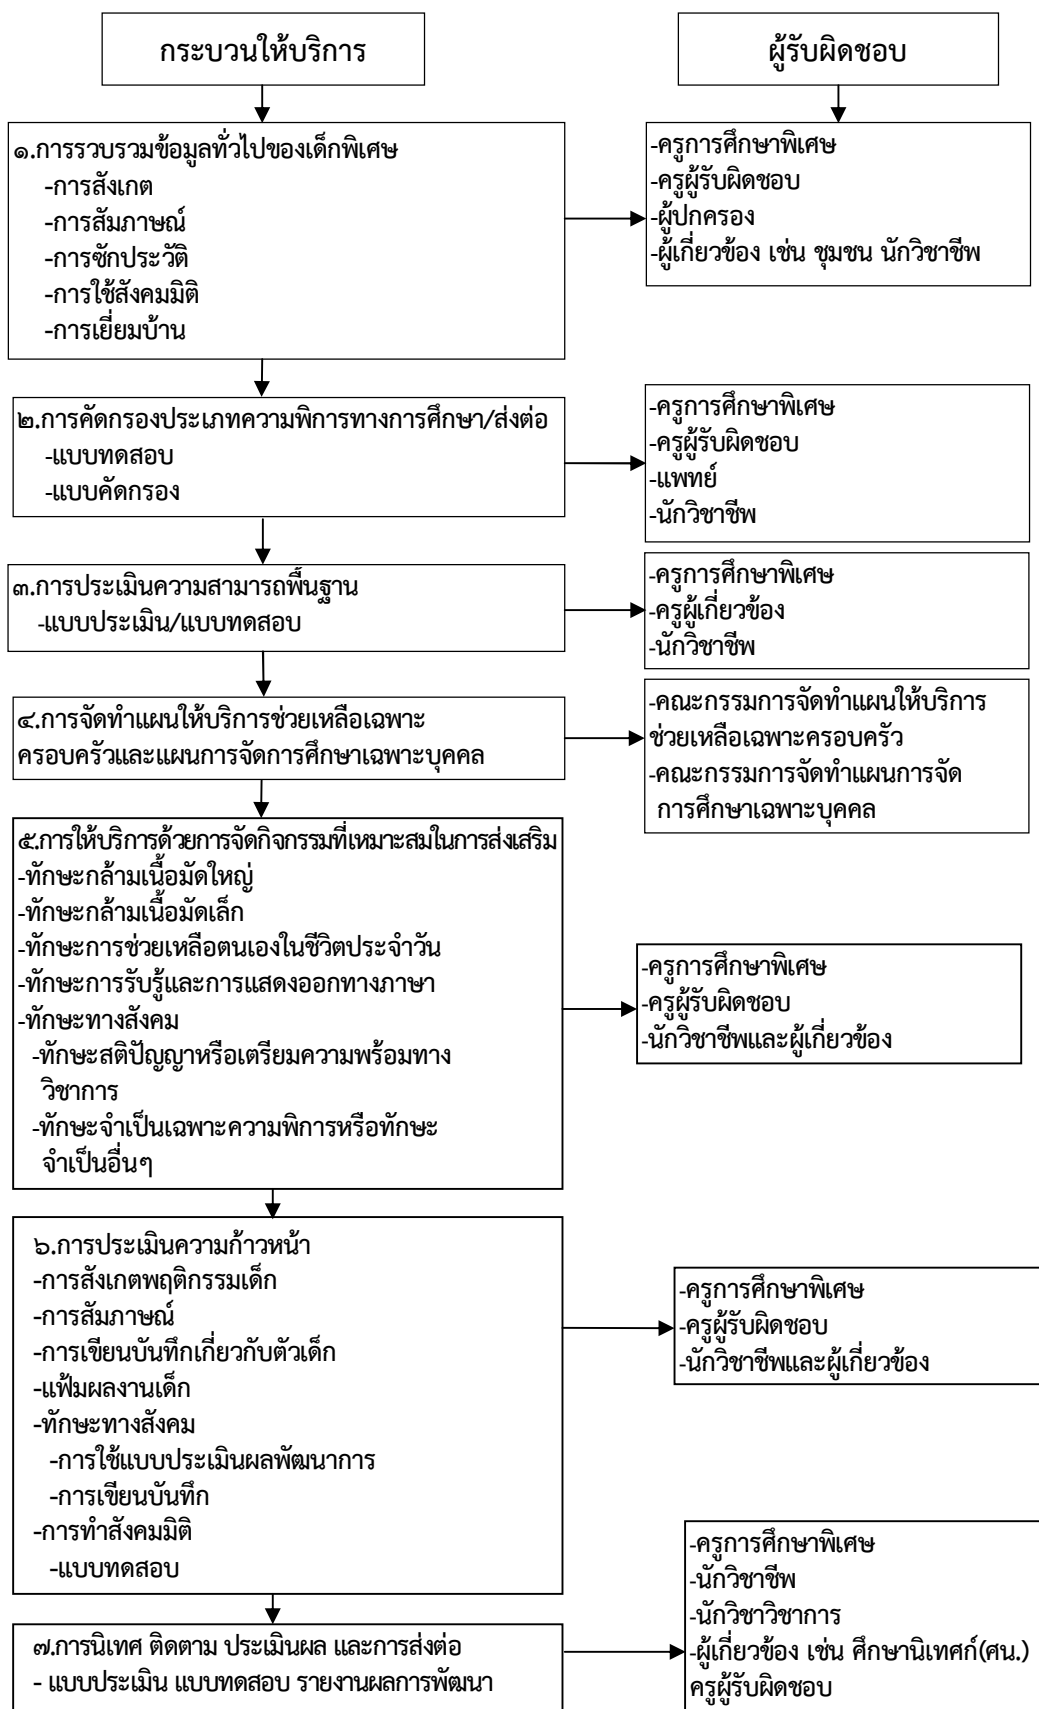 กระบวนให้บริการ
ผู้รับผิดชอบ
๑.การรวบรวมข้อมูลทั่วไปของเด็กพิเศษ
-การสังเกต
-การสัมภาษณ์
-การซักประวัติ
-การใช้สังคมมิติ
-การเยี่ยมบ้าน
-ครูการศึกษาพิเศษ
-ครูผู้รับผิดชอบ
-ผู้ปกครอง
-ผู้เกี่ยวข้อง เช่น ชุมชน นักวิชาชีพ
๒.การคัดกรองประเภทความพิการทางการศึกษา/ส่งต่อ
-แบบทดสอบ
-แบบคัดกรอง
-ครูการศึกษาพิเศษ
-ครูผู้รับผิดชอบ
-แพทย์
-นักวิชาชีพ
๓.การประเมินความสามารถพื้นฐาน
-แบบประเมิน/แบบทดสอบ
-ครูการศึกษาพิเศษ
-ครูผู้เกี่ยวข้อง
-นักวิชาชีพ
๔.การจัดทำแผนให้บริการช่วยเหลือเฉพาะ
ครอบครัวและแผนการจัดการศึกษาเฉพาะบุคคล
-คณะกรรมการจัดทำแผนให้บริการ
ช่วยเหลือเฉพาะครอบครัว
-คณะกรรมการจัดทำแผนการจัด
การศึกษาเฉพาะบุคคล
๕.การให้บริการด้วยการจัดกิจกรรมที่เหมาะสมในการส่งเสริม
-ทักษะกล้ามเนื้อมัดใหญ่
-ทักษะกล้ามเนื้อมัดเล็ก
-ทักษะการช่วยเหลือตนเองในชีวิตประจำวัน
-ทักษะการรับรู้และการแสดงออกทางภาษา
-ทักษะทางสังคม
-ทักษะสติปัญญาหรือเตรียมความพร้อมทาง
วิชาการ
-ทักษะจำเป็นเฉพาะความพิการหรือทักษะ
จำเป็นอื่นๆ
-ครูการศึกษาพิเศษ
-ครูผู้รับผิดชอบ
-นักวิชาชีพและผู้เกี่ยวข้อง
๖.การประเมินความก้าวหน้า
-การสังเกตพฤติกรรมเด็ก
-การสัมภาษณ์
-การเขียนบันทึกเกี่ยวกับตัวเด็ก
-แฟ้มผลงานเด็ก
-ทักษะทางสังคม
-การใช้แบบประเมินผลพัฒนาการ
-การเขียนบันทึก
-การทำสังคมมิติ
-แบบทดสอบ
-ครูการศึกษาพิเศษ
-ครูผู้รับผิดชอบ
-นักวิชาชีพและผู้เกี่ยวข้อง
๗.การนิเทศ ติดตาม ประเมินผล และการส่งต่อ
- แบบประเมิน แบบทดสอบ รายงานผลการพัฒนา
-ครูการศึกษาพิเศษ
-นักวิชาชีพ
-นักวิชาวิชาการ
-ผู้เกี่ยวข้อง เช่น ศึกษานิเทศก์(ศน.)
ครูผู้รับผิดชอบ